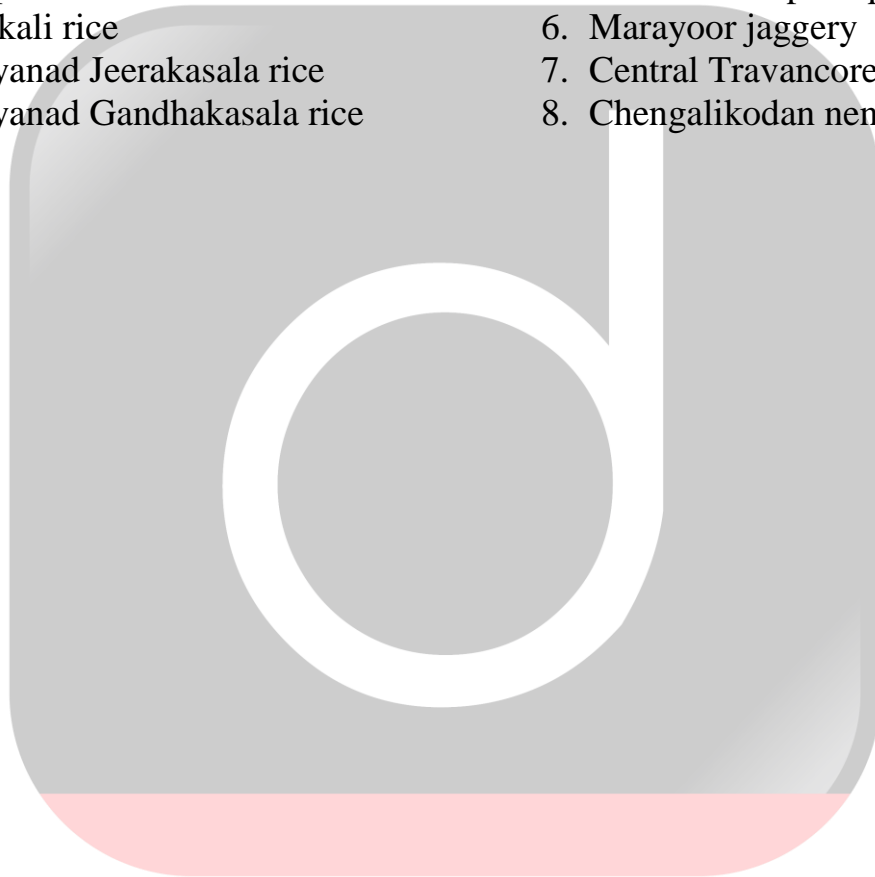 kali rice
yanad Jeerakasala rice
yanad Gandhakasala rice
6. Marayoor jaggery
7. Central Travancore
8. Chengalikodan nen